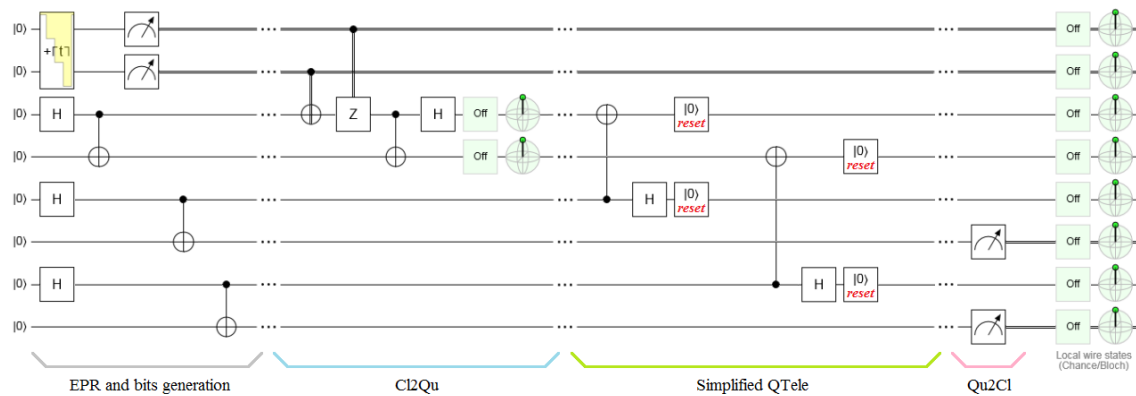 |0⟩ +[t] ...
|0⟩ ... Off
|0⟩ ... Off
|0⟩ H ... Z H Off ... |0⟩ reset ... Off
|0⟩ ... Off ... |0⟩ reset ... Off
|0⟩ H ... ... H |0⟩ reset ... Off
|0⟩ ... ... ... Off
|0⟩ H ... ... H |0⟩ reset ... Off
|0⟩ ... ... ... Off
Local wire states
(Chance/Bloch)
EPR and bits generation Cl2Qu Simplified QTele Qu2Cl